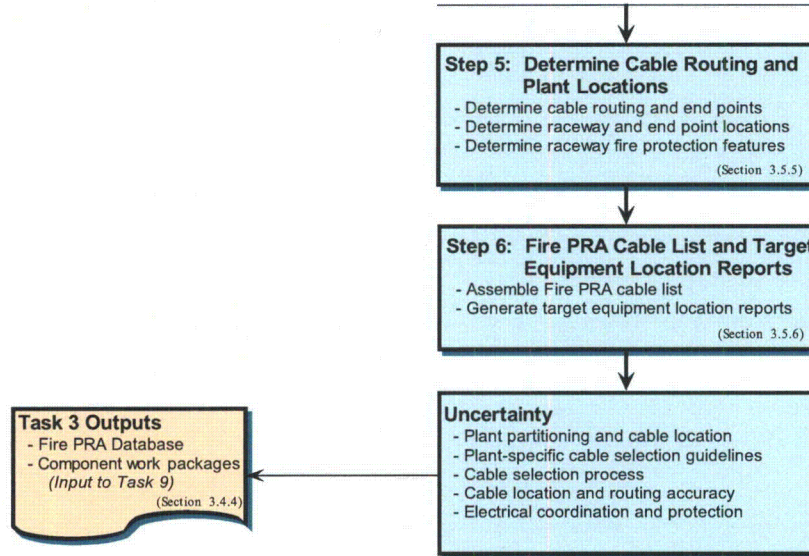 Step 5: Determine Cable Routing and
Plant Locations
- Determine cable routing and end points
- Determine raceway and end point locations
- Determine raceway fire protection features
(Section 3.5.5)
Step 6: Fire PRA Cable List and Target
Equipment Location Reports
- Assemble Fire PRA cable list
- Generate target equipment location reports
(Section 3.5.6)
Uncertainty
- Plant partitioning and cable location
- Plant-specific cable selection guidelines
- Cable selection process
- Cable location and routing accuracy
- Electrical coordination and protection
Task 3 Outputs
- Fire PRA Database
- Component work packages
(Input to Task 9)
(Section 3.4.4)